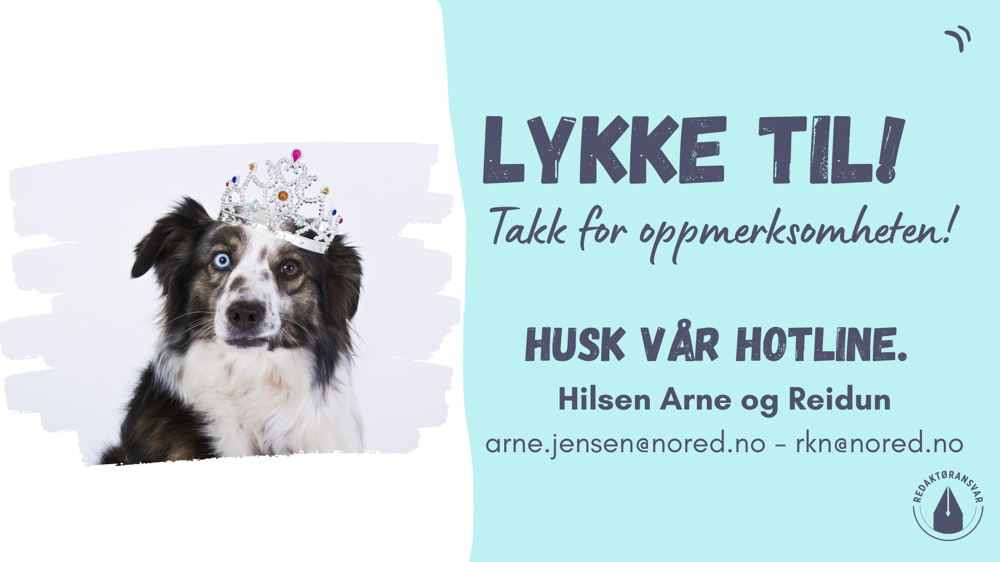 LYKKE TIL!
Takk for oppmerksomheten!
HUSK VÅR HOTLINE.
Hilsen Arne og Reidun
arne.jensen@nored.no – rkn@nored.no
REDAKTØRANSVAR